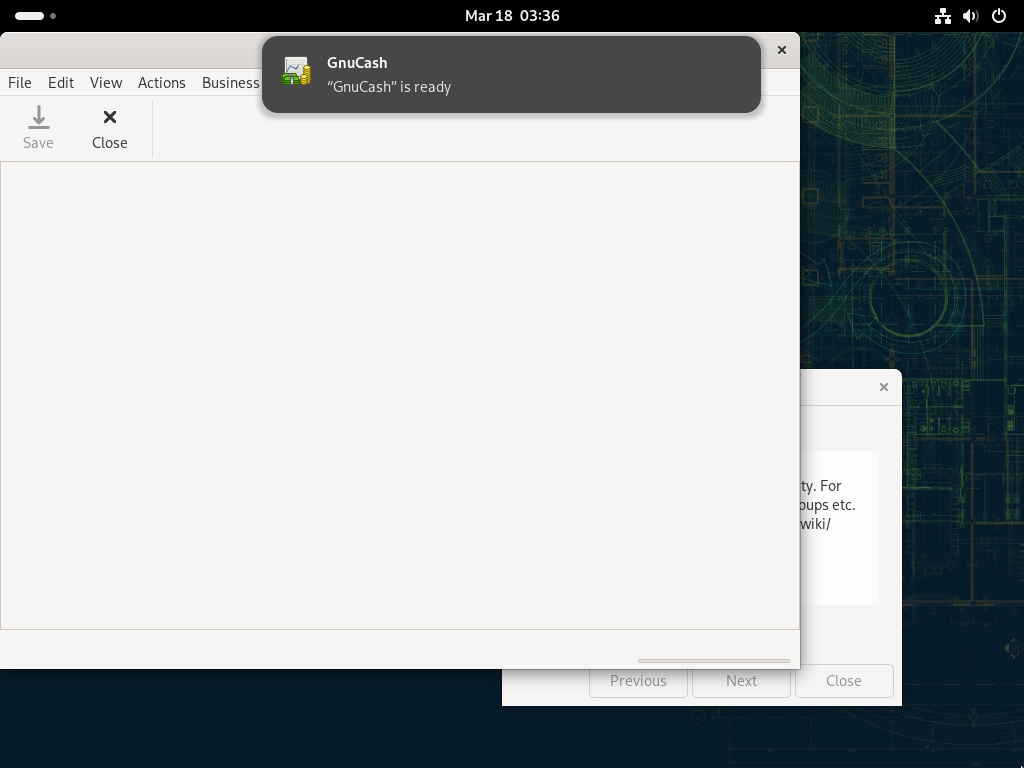 Mar 18 03:36
GnuCash
“GnuCash” is ready
File Edit View Actions Business
Save Close
ty. For
oups etc.
wiki/
Previous Next Close